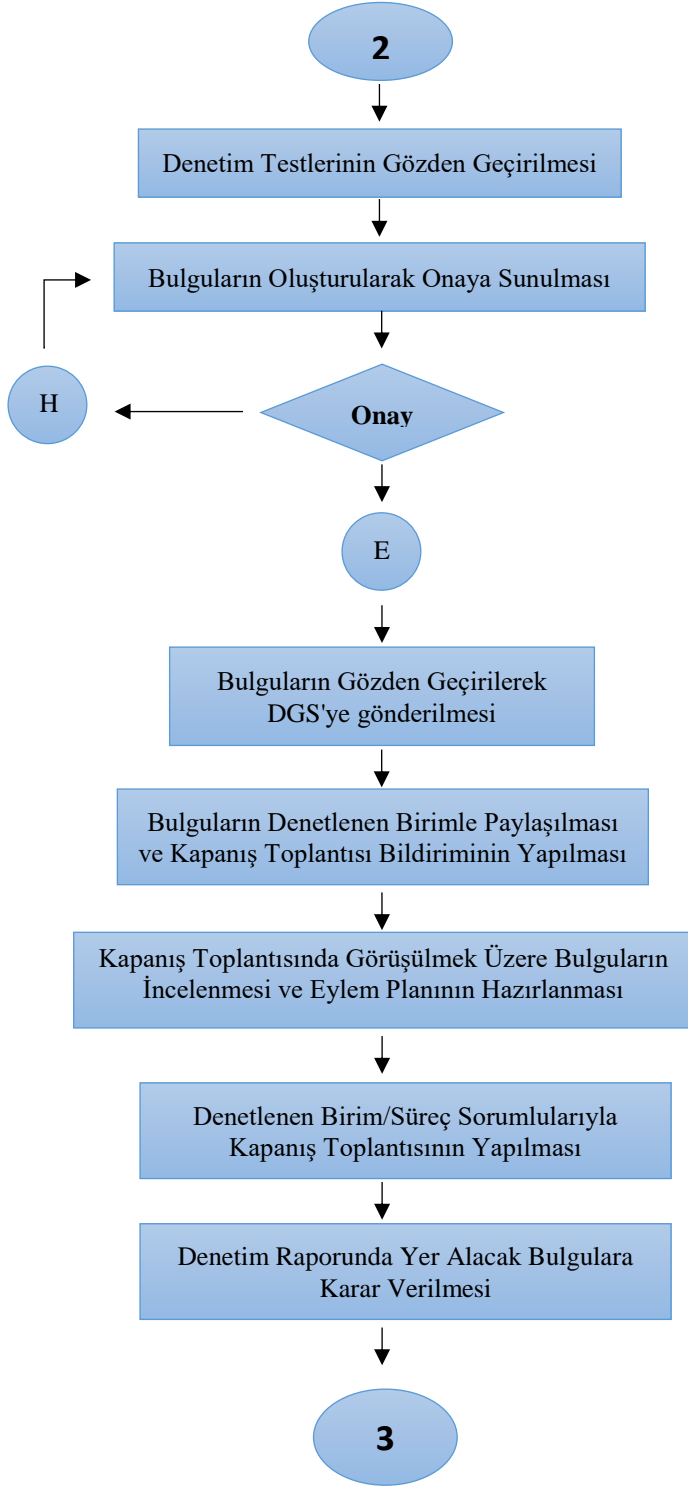 2
Denetim Testlerinin Gözden Geçirilmesi
Bulguların Oluşturularak Onaya Sunulması
H
Onay
E
Bulguların Gözden Geçirilerek
DGS'ye gönderilmesi
Bulguların Denetlenen Birimle Paylaşılması
ve Kapanış Toplantısı Bildiriminin Yapılması
Kapanış Toplantısında Görüşülmek Üzere Bulguların
İncelenmesi ve Eylem Planının Hazırlanması
Denetlenen Birim/Süreç Sorumlularıyla
Kapanış Toplantısının Yapılması
Denetim Raporunda Yer Alacak Bulgulara
Karar Verilmesi
3